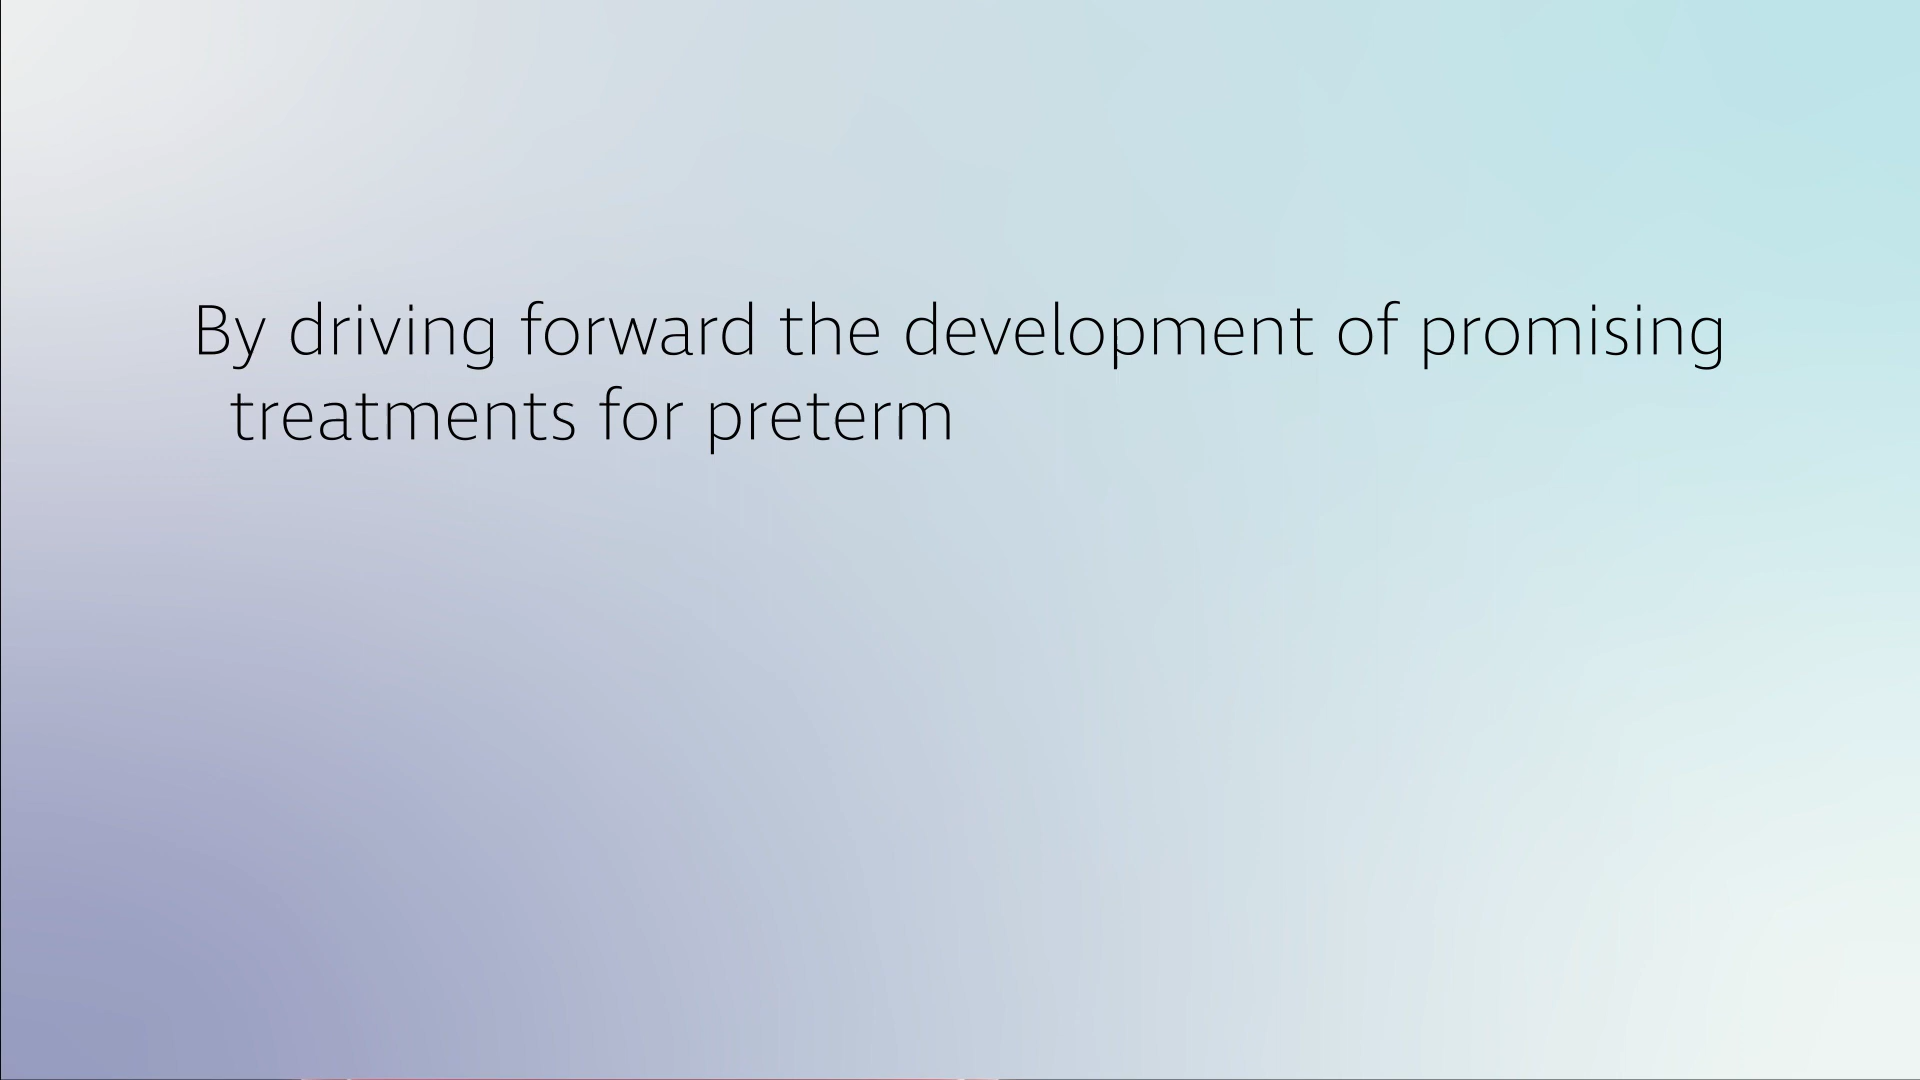 By driving forward the development of promising
treatments for preterm